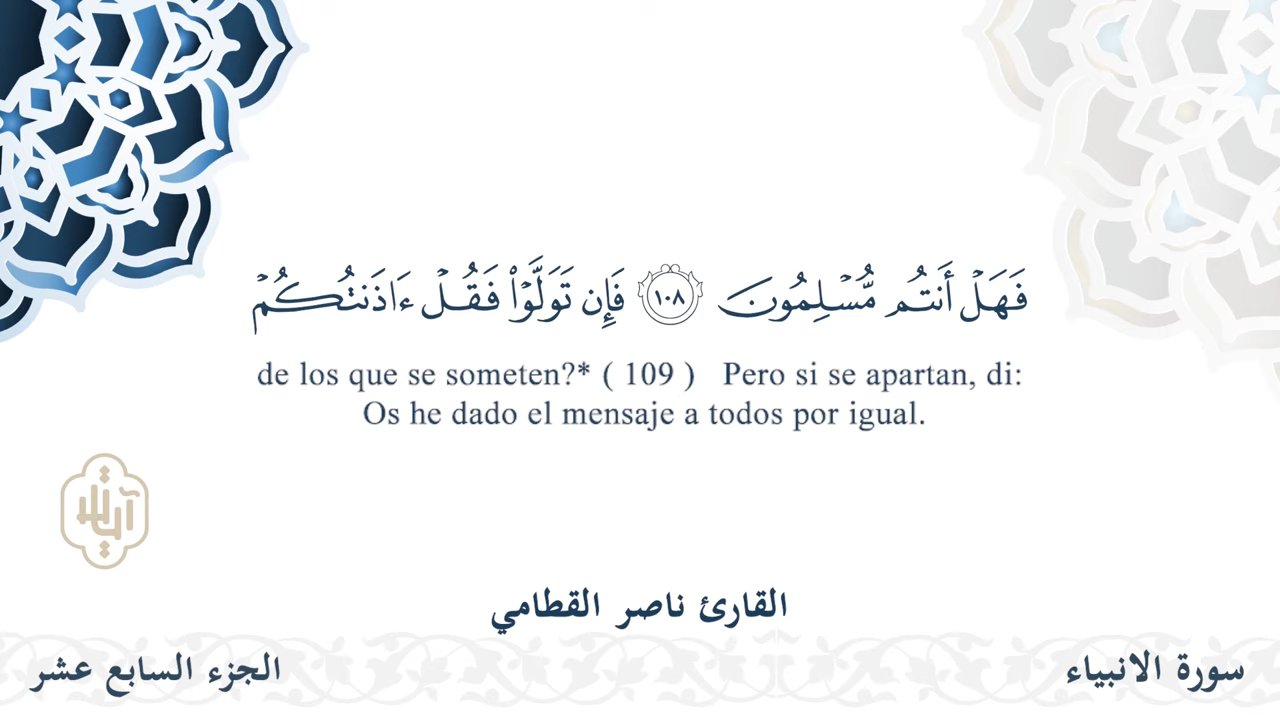 فَهَلۡ أَنتُم مُّسۡلِمُونَ ١٠٨ فَإِن تَوَلَّوۡاْ فَقُلۡ ءَاذَنتُكُمۡ
de los que se someten?* ( 109 ) Pero si se apartan, di:
Os he dado el mensaje a todos por igual.
القارئ ناصر القطامي
سورة الانبياء
الجزء السابع عشر